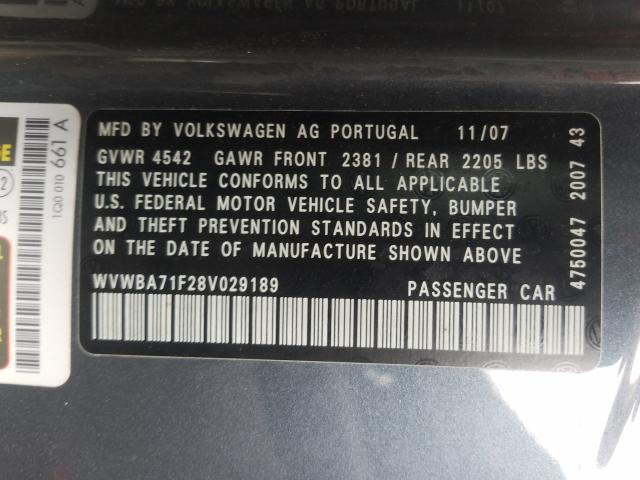 MFD BY VOLKSWAGEN AG PORTUGAL 11/07
GVWR 4542 GAWR FRONT 2381 / REAR 2205 LBS
THIS VEHICLE CONFORMS TO ALL APPLICABLE
U.S. FEDERAL MOTOR VEHICLE SAFETY, BUMPER
AND THEFT PREVENTION STANDARDS IN EFFECT
ON THE DATE OF MANUFACTURE SHOWN ABOVE
WVWBA71F28V029189 PASSENGER CAR
4750047 2007 43
1Q0 010 661 A